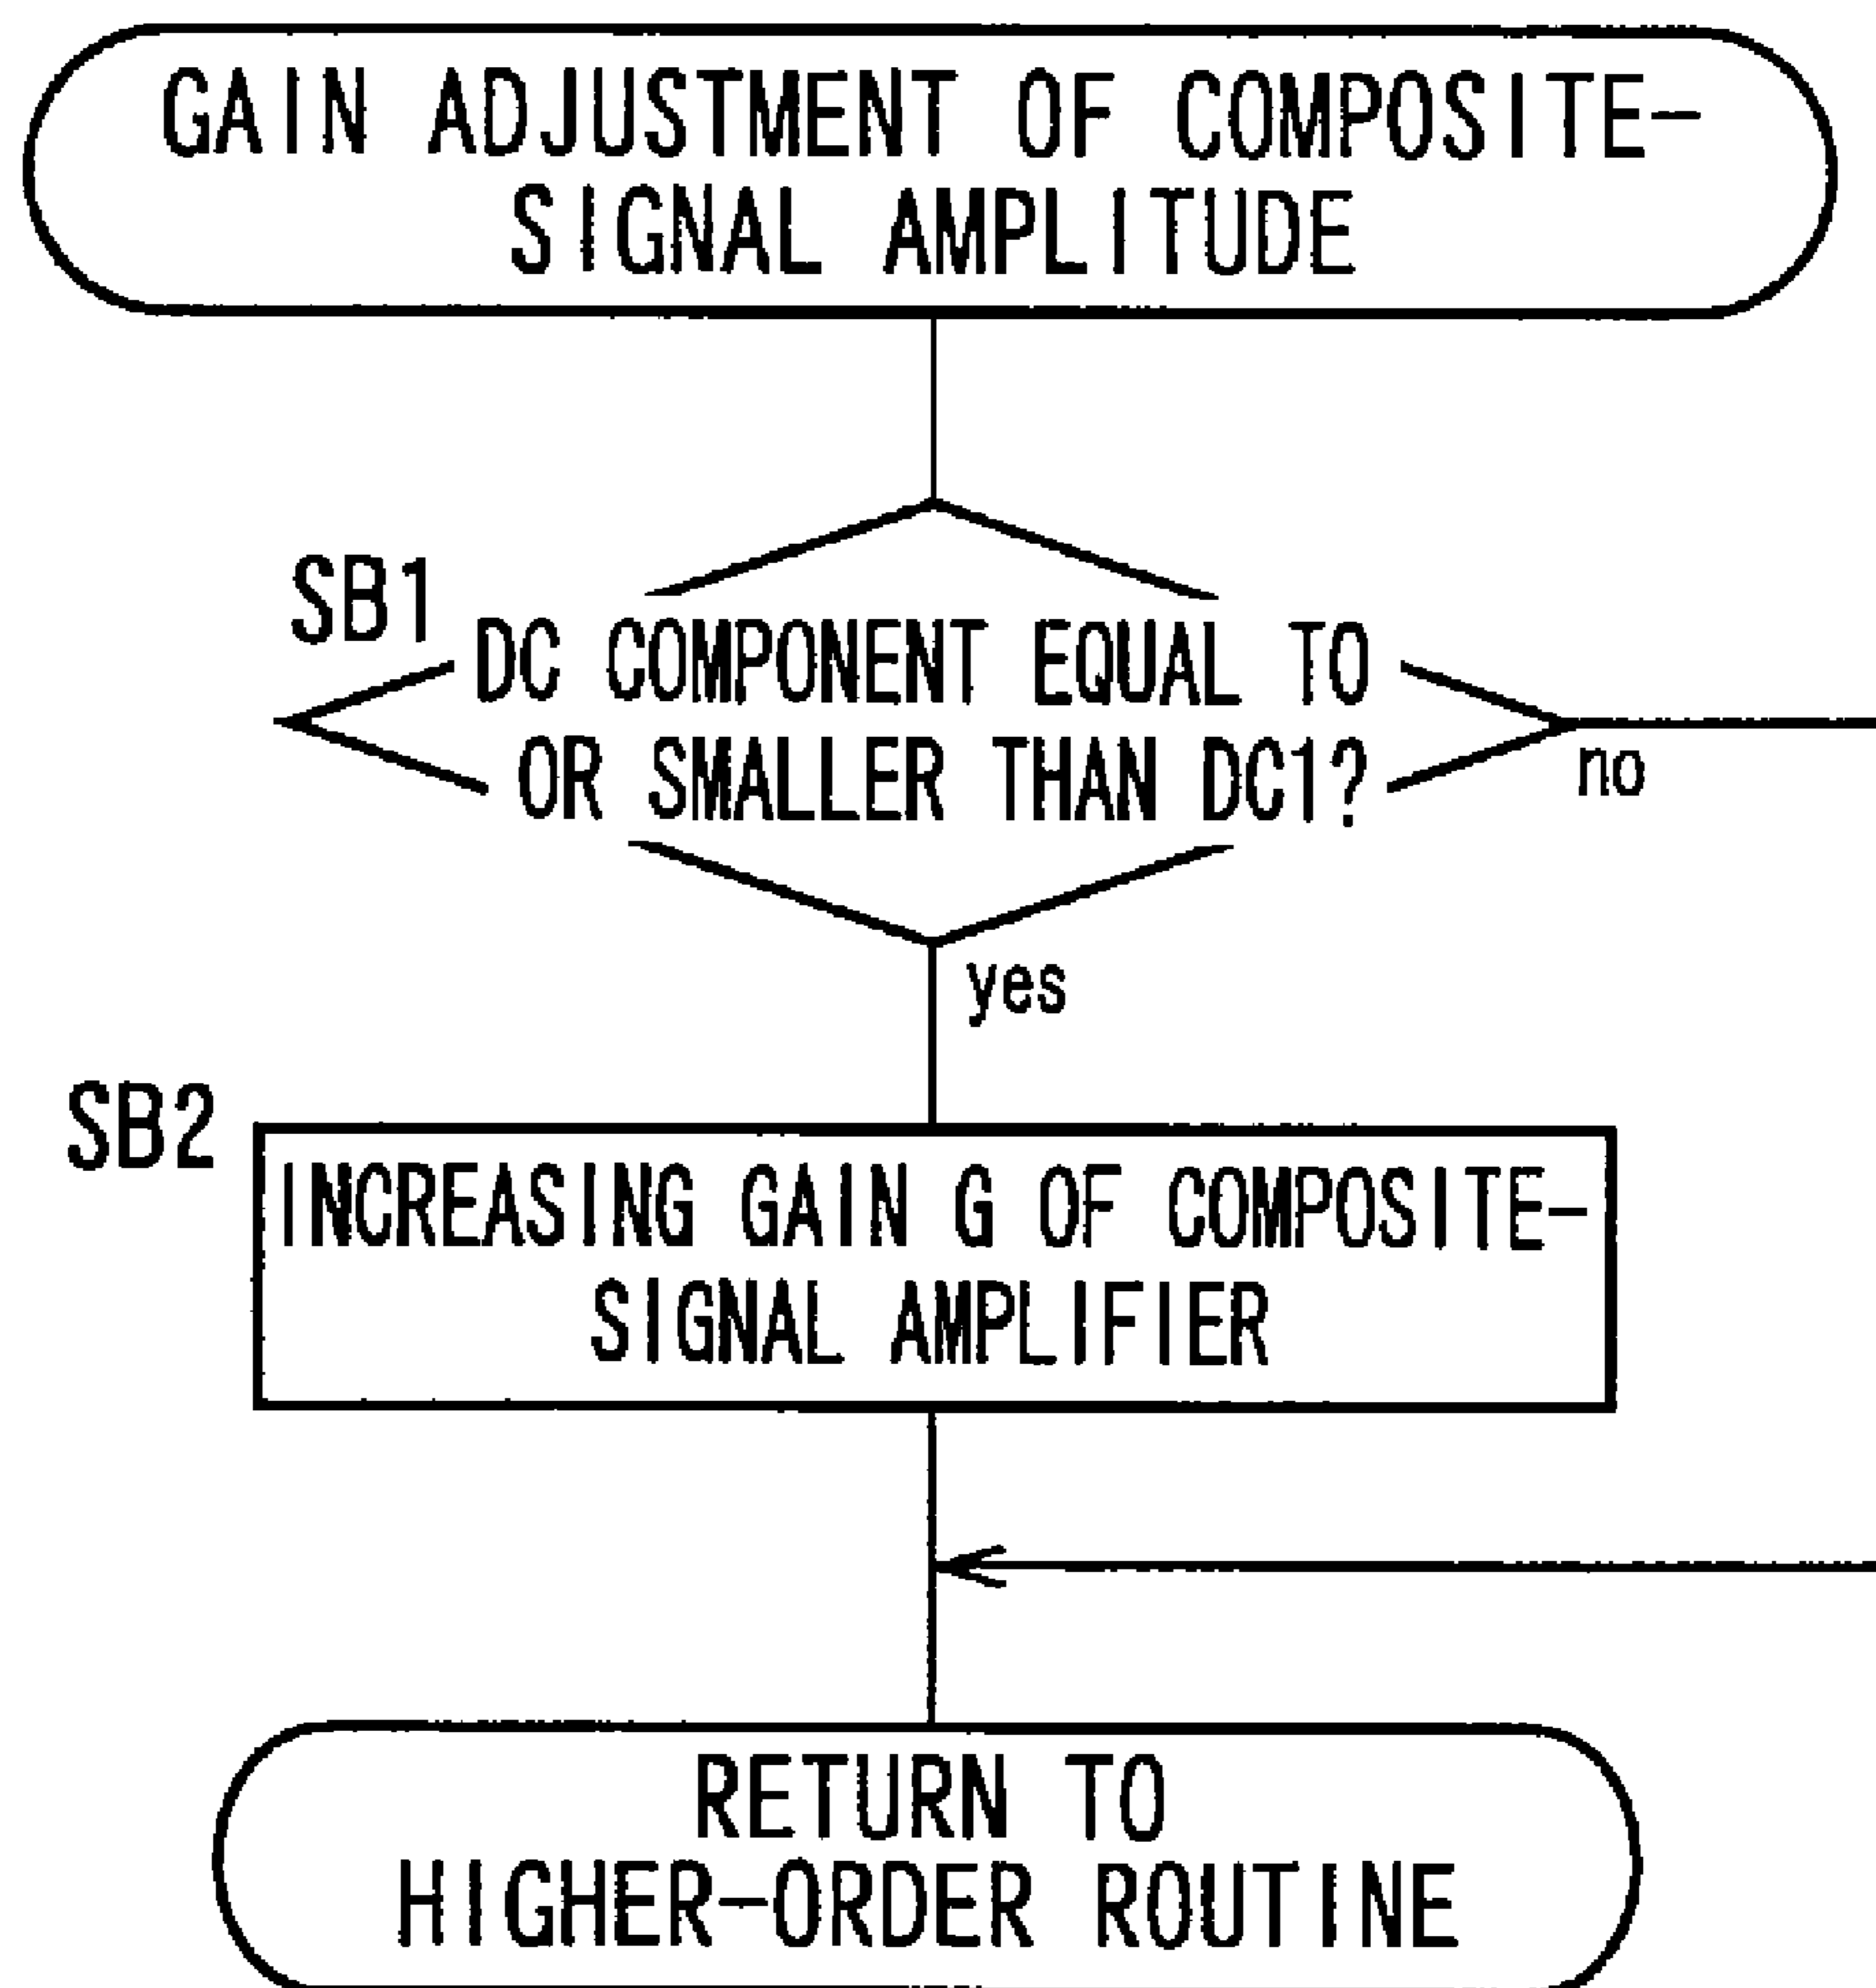 GAIN ADJUSTMENT OF COMPOSITE-
SIGNAL AMPLITUDE
SB1
DC COMPONENT EQUAL TO
OR SMALLER THAN DC1?
no
yes
SB2
INCREASING GAIN G OF COMPOSITE-
SIGNAL AMPLIFIER
RETURN TO
HIGHER-ORDER ROUTINE